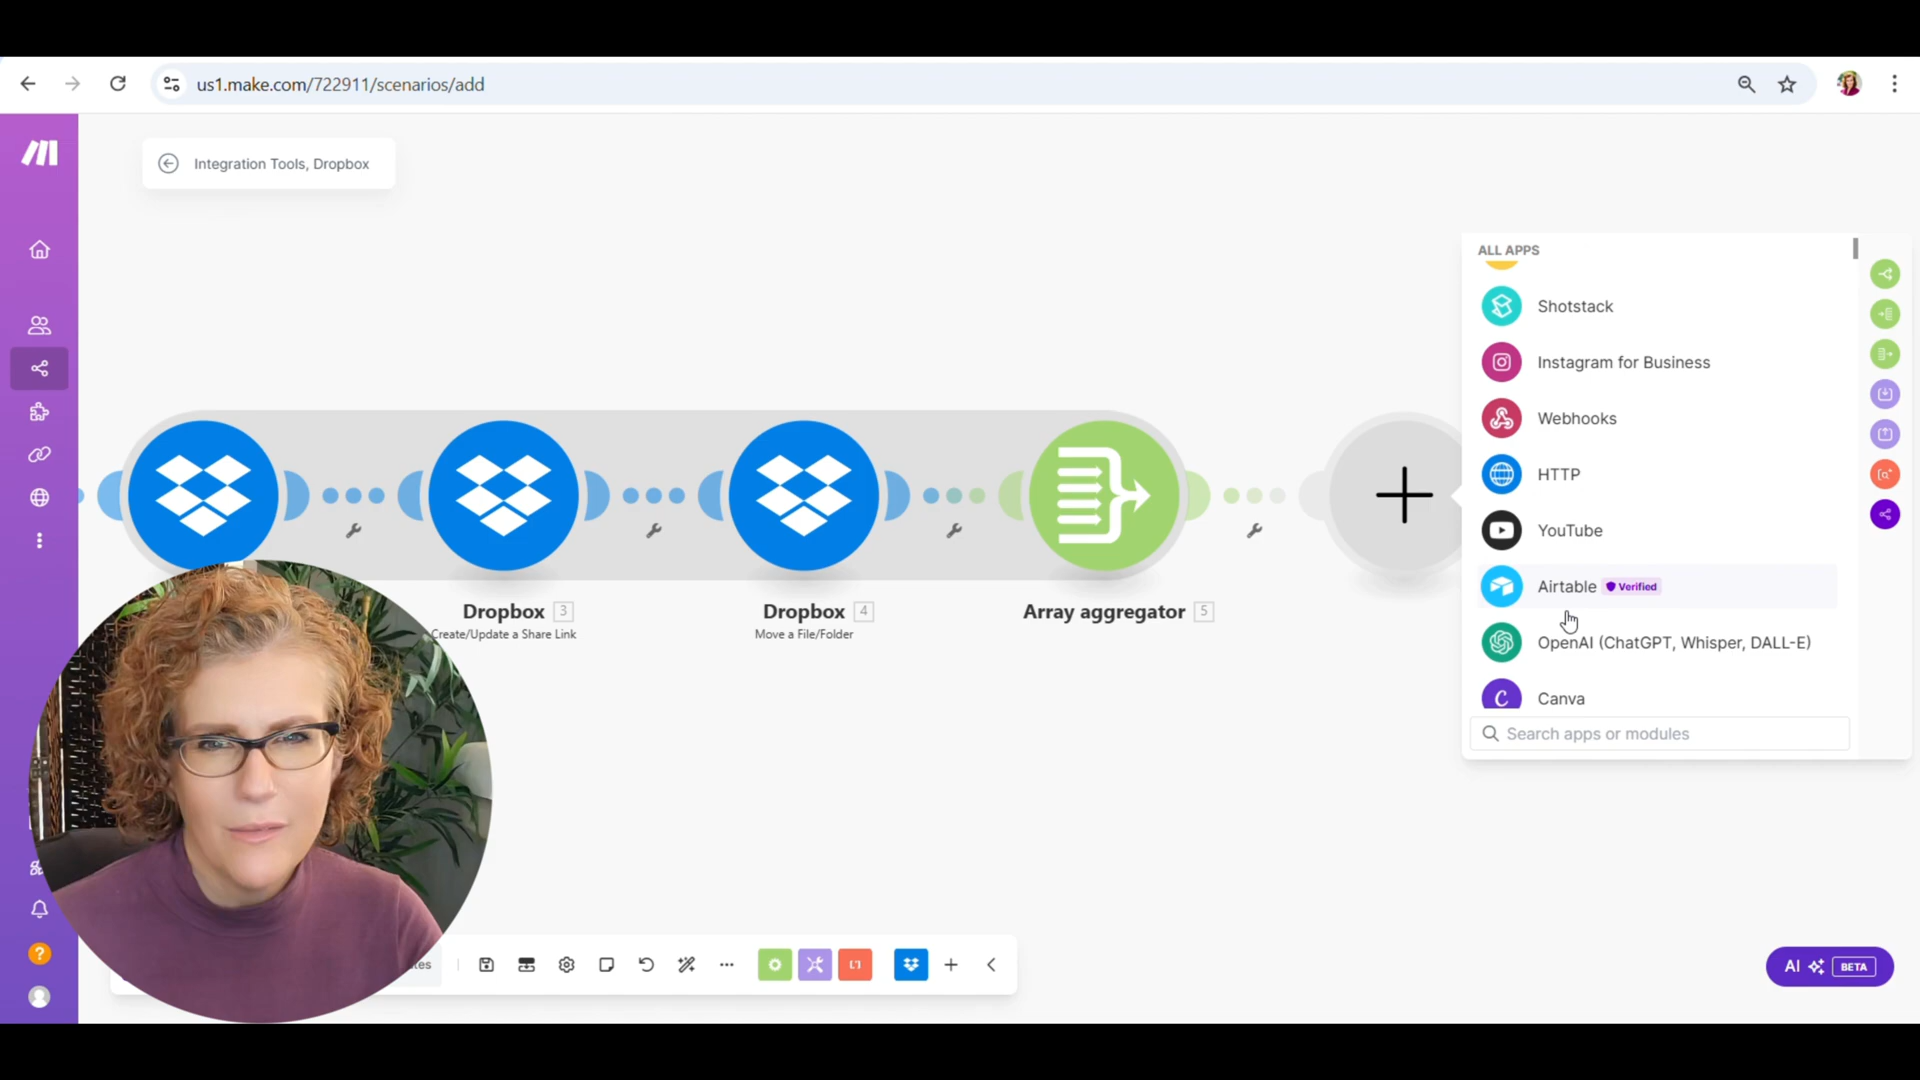 us1.make.com/722911/scenarios/add
Integration Tools, Dropbox
ALL APPS
Shotstack
Instagram for Business
Webhooks
HTTP
YouTube
Airtable Verified
OpenAI (ChatGPT, Whisper, DALL-E)
C Canva
Search apps or modules
Dropbox 3
Create/Update a Share Link
Dropbox 4
Move a File/Folder
Array aggregator 5
?
AI BETA